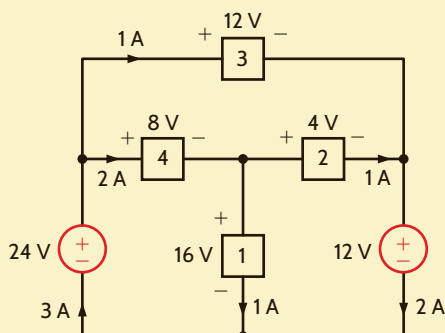 12 V
1 A + 3 −
8 V 4 V
+ 4 − + 2 −
2 A 1 A
24 V + − 16 V + 1 − 12 V + −
3 A 1 A 2 A